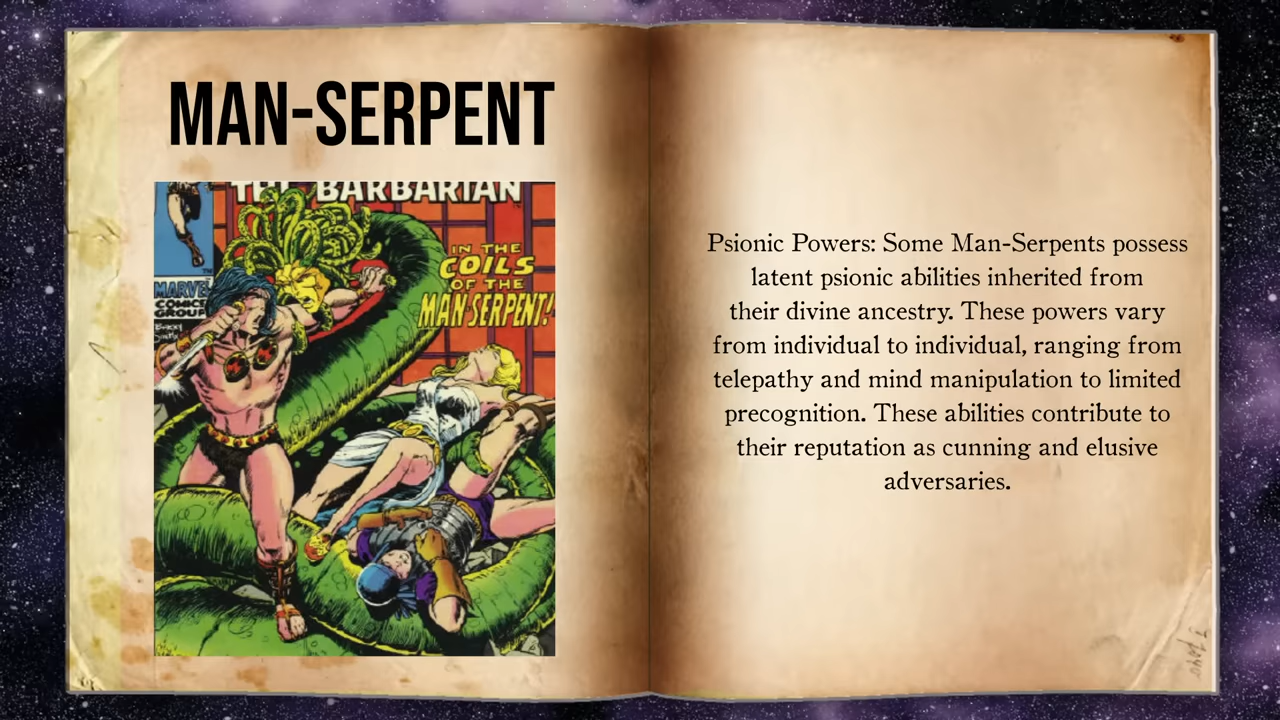 MAN-SERPENT
THE BARBARIAN
IN THE
COILS
OF THE
MAN-SERPENT!
MARVEL
COMICS
GROUP
Psionic Powers: Some Man-Serpents possess
latent psionic abilities inherited from
their divine ancestry. These powers vary
from individual to individual, ranging from
telepathy and mind manipulation to limited
precognition. These abilities contribute to
their reputation as cunning and elusive
adversaries.